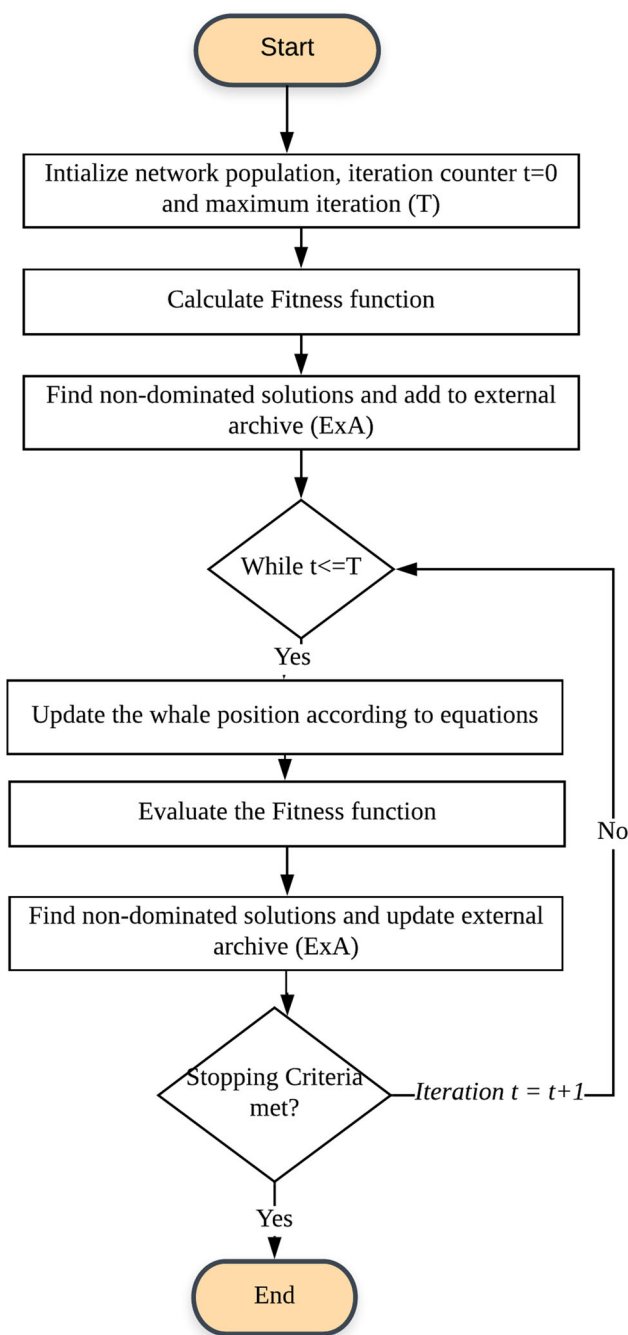 Start
Intialize network population, iteration counter t=0
and maximum iteration (T)
Calculate Fitness function
Find non-dominated solutions and add to external
archive (ExA)
While t<=T
Yes
Update the whale position according to equations
Evaluate the Fitness function
No
Find non-dominated solutions and update external
archive (ExA)
Stopping Criteria
met?
Iteration t = t+1
Yes
End